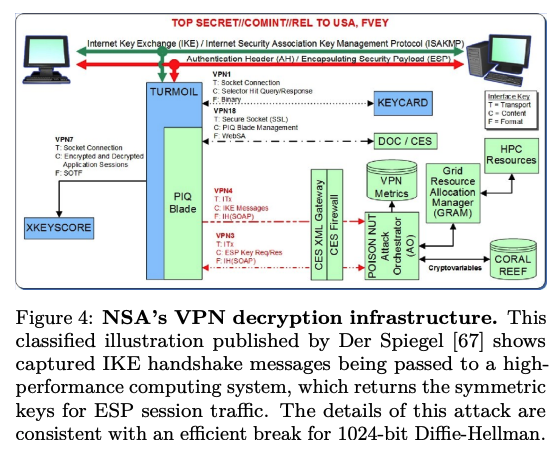 TOP SECRET//COMINT//REL TO USA, FVEY
Internet Key Exchange (IKE) / Internet Security Association Key Management Protocol (ISAKMP)
Authentication Header (AH) / Encapsulating Security Payload (ESP)
TURMOIL
VPN1
T: Socket Connection
C: Selector Hit Query/Response
F: Binary
KEYCARD
Interface Key
T = Transport
C = Content
F = Format
VPN18
T: Secure Socket (SSL)
C: PIQ Blade Management
F: WebSA
DOC / CES
VPN7
T: Socket Connection
C: Encrypted and Decrypted
Application Sessions
F: SOTF
XKEYSCORE
PIQ
Blade
VPN4
T: ITx
C: IKE Messages
F: IH(SOAP)
VPN3
T: ITx
C: ESP Key Req/Res
F: IH(SOAP)
CES XML Gateway
CES Firewall
VPN
Metrics
POISON NUT
Attack
Orchestrator
(AO)
Grid
Resource
Allocation
Manager
(GRAM)
HPC
Resources
Cryptovariables
CORAL
REEF
Figure 4: NSA's VPN decryption infrastructure. This
classified illustration published by Der Spiegel [67] shows
captured IKE handshake messages being passed to a high-
performance computing system, which returns the symmetric
keys for ESP session traffic. The details of this attack are
consistent with an efficient break for 1024-bit Diffie-Hellman.